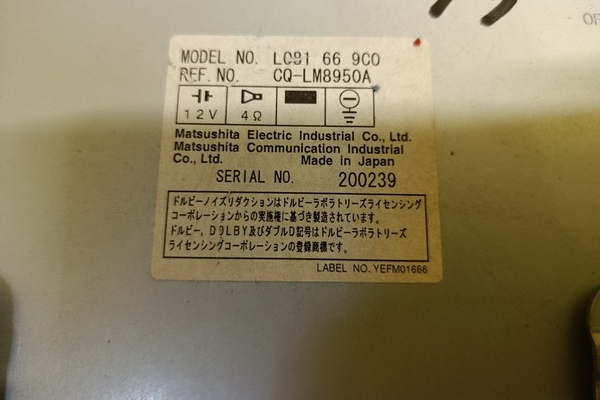 MODEL NO. LC81 66 9C0
REF. NO. CQ-LM8950A
12V 4Ω
Matsushita Electric Industrial Co., Ltd.
Matsushita Communication Industrial
Co., Ltd. Made in Japan
SERIAL NO. 200239
ドルビーノイズリダクションはドルビーラボラトリーズライセンシング
コーポレーションからの実施権に基づき製造されています。
ドルビー、DOLBY及びダブルD記号はドルビーラボラトリーズ
ライセンシングコーポレーションの登録商標です。
LABEL NO. YEFM01666